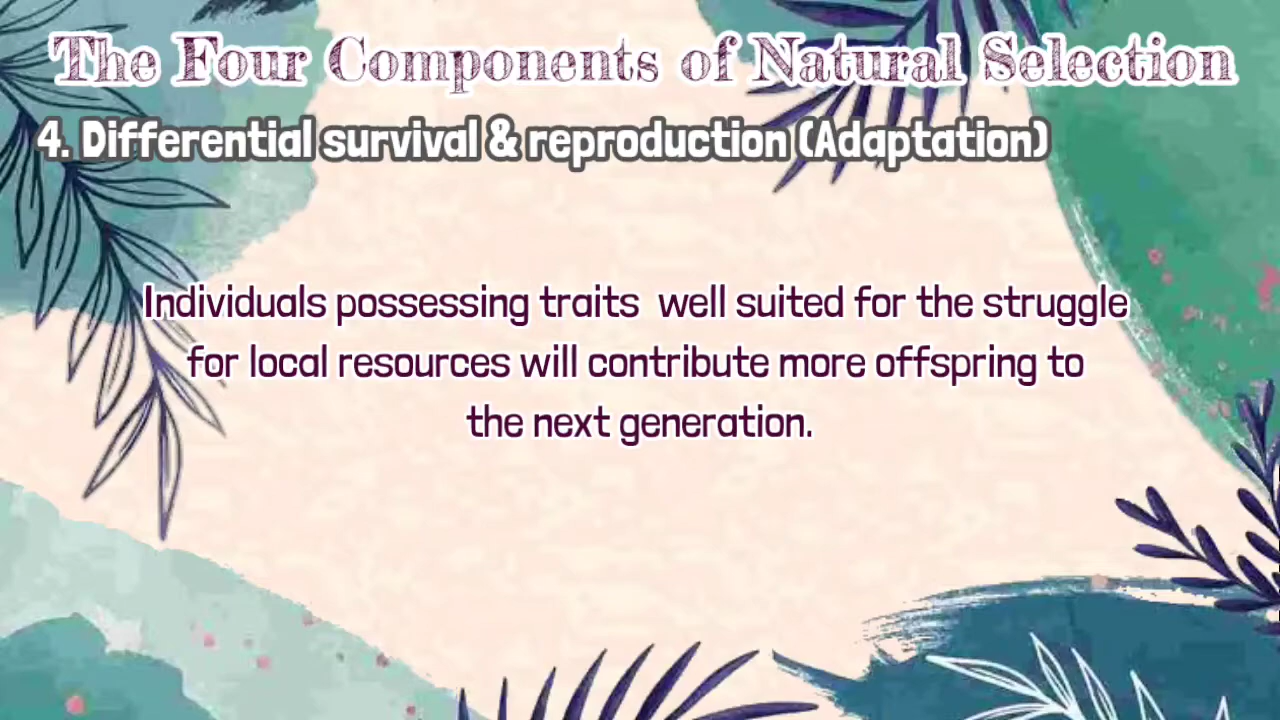 The Four Components of Natural Selection
4. Differential survival & reproduction (Adaptation)
Individuals possessing traits well suited for the struggle
for local resources will contribute more offspring to
the next generation.